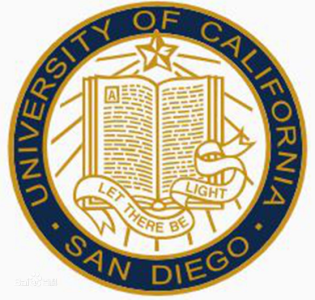 UNIVERSITY OF CALIFORNIA
A
LET THERE BE LIGHT
· SAN DIEGO ·